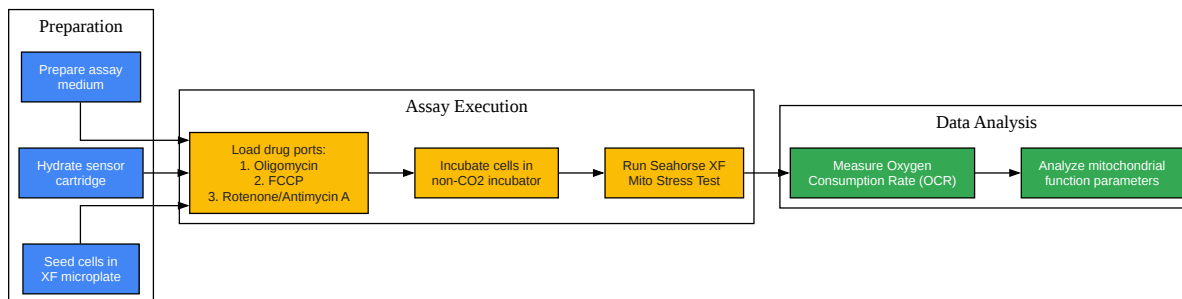 Preparation
Prepare assay
medium
Hydrate sensor
cartridge
Seed cells in
XF microplate
Assay Execution
Load drug ports:
1. Oligomycin
2. FCCP
3. Rotenone/Antimycin A
Incubate cells in
non-CO2 incubator
Run Seahorse XF
Mito Stress Test
Data Analysis
Measure Oxygen
Consumption Rate (OCR)
Analyze mitochondrial
function parameters